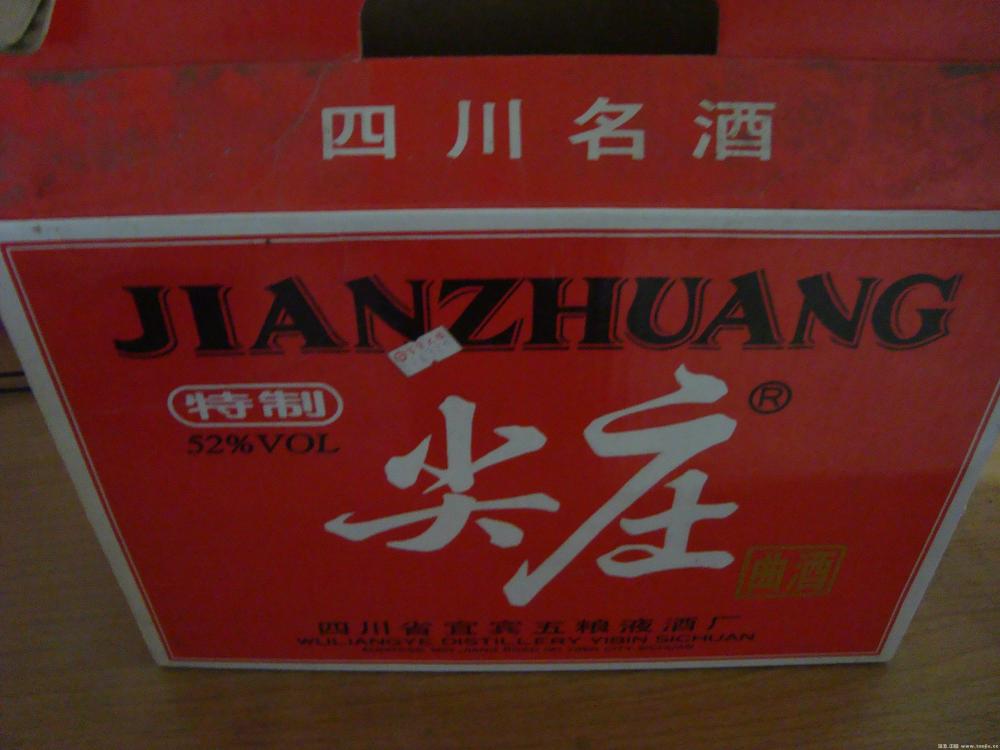 四川名酒
JIANZHUANG
特制
52%VOL
尖庄®
曲酒
四川省宜宾五粮液酒厂
WULIANGYE DISTILLERY YIBIN SICHUAN